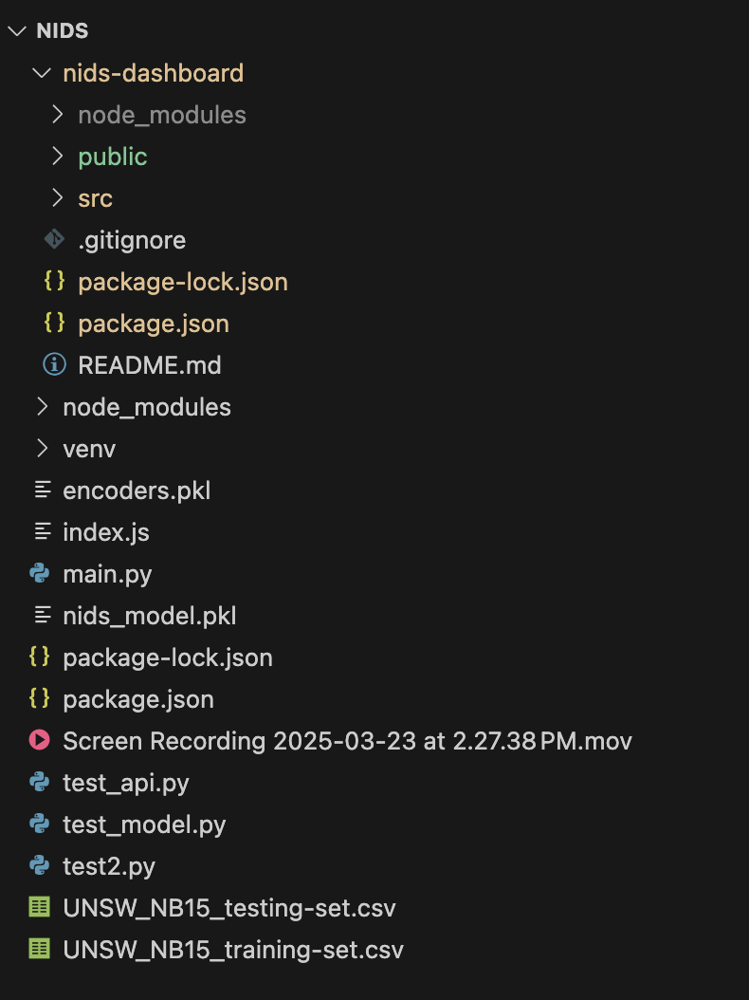 NIDS
nids-dashboard
node_modules
public
src
.gitignore
package-lock.json
package.json
README.md
node_modules
venv
encoders.pkl
index.js
main.py
nids_model.pkl
package-lock.json
package.json
Screen Recording 2025-03-23 at 2.27.38 PM.mov
test_api.py
test_model.py
test2.py
UNSW_NB15_testing-set.csv
UNSW_NB15_training-set.csv